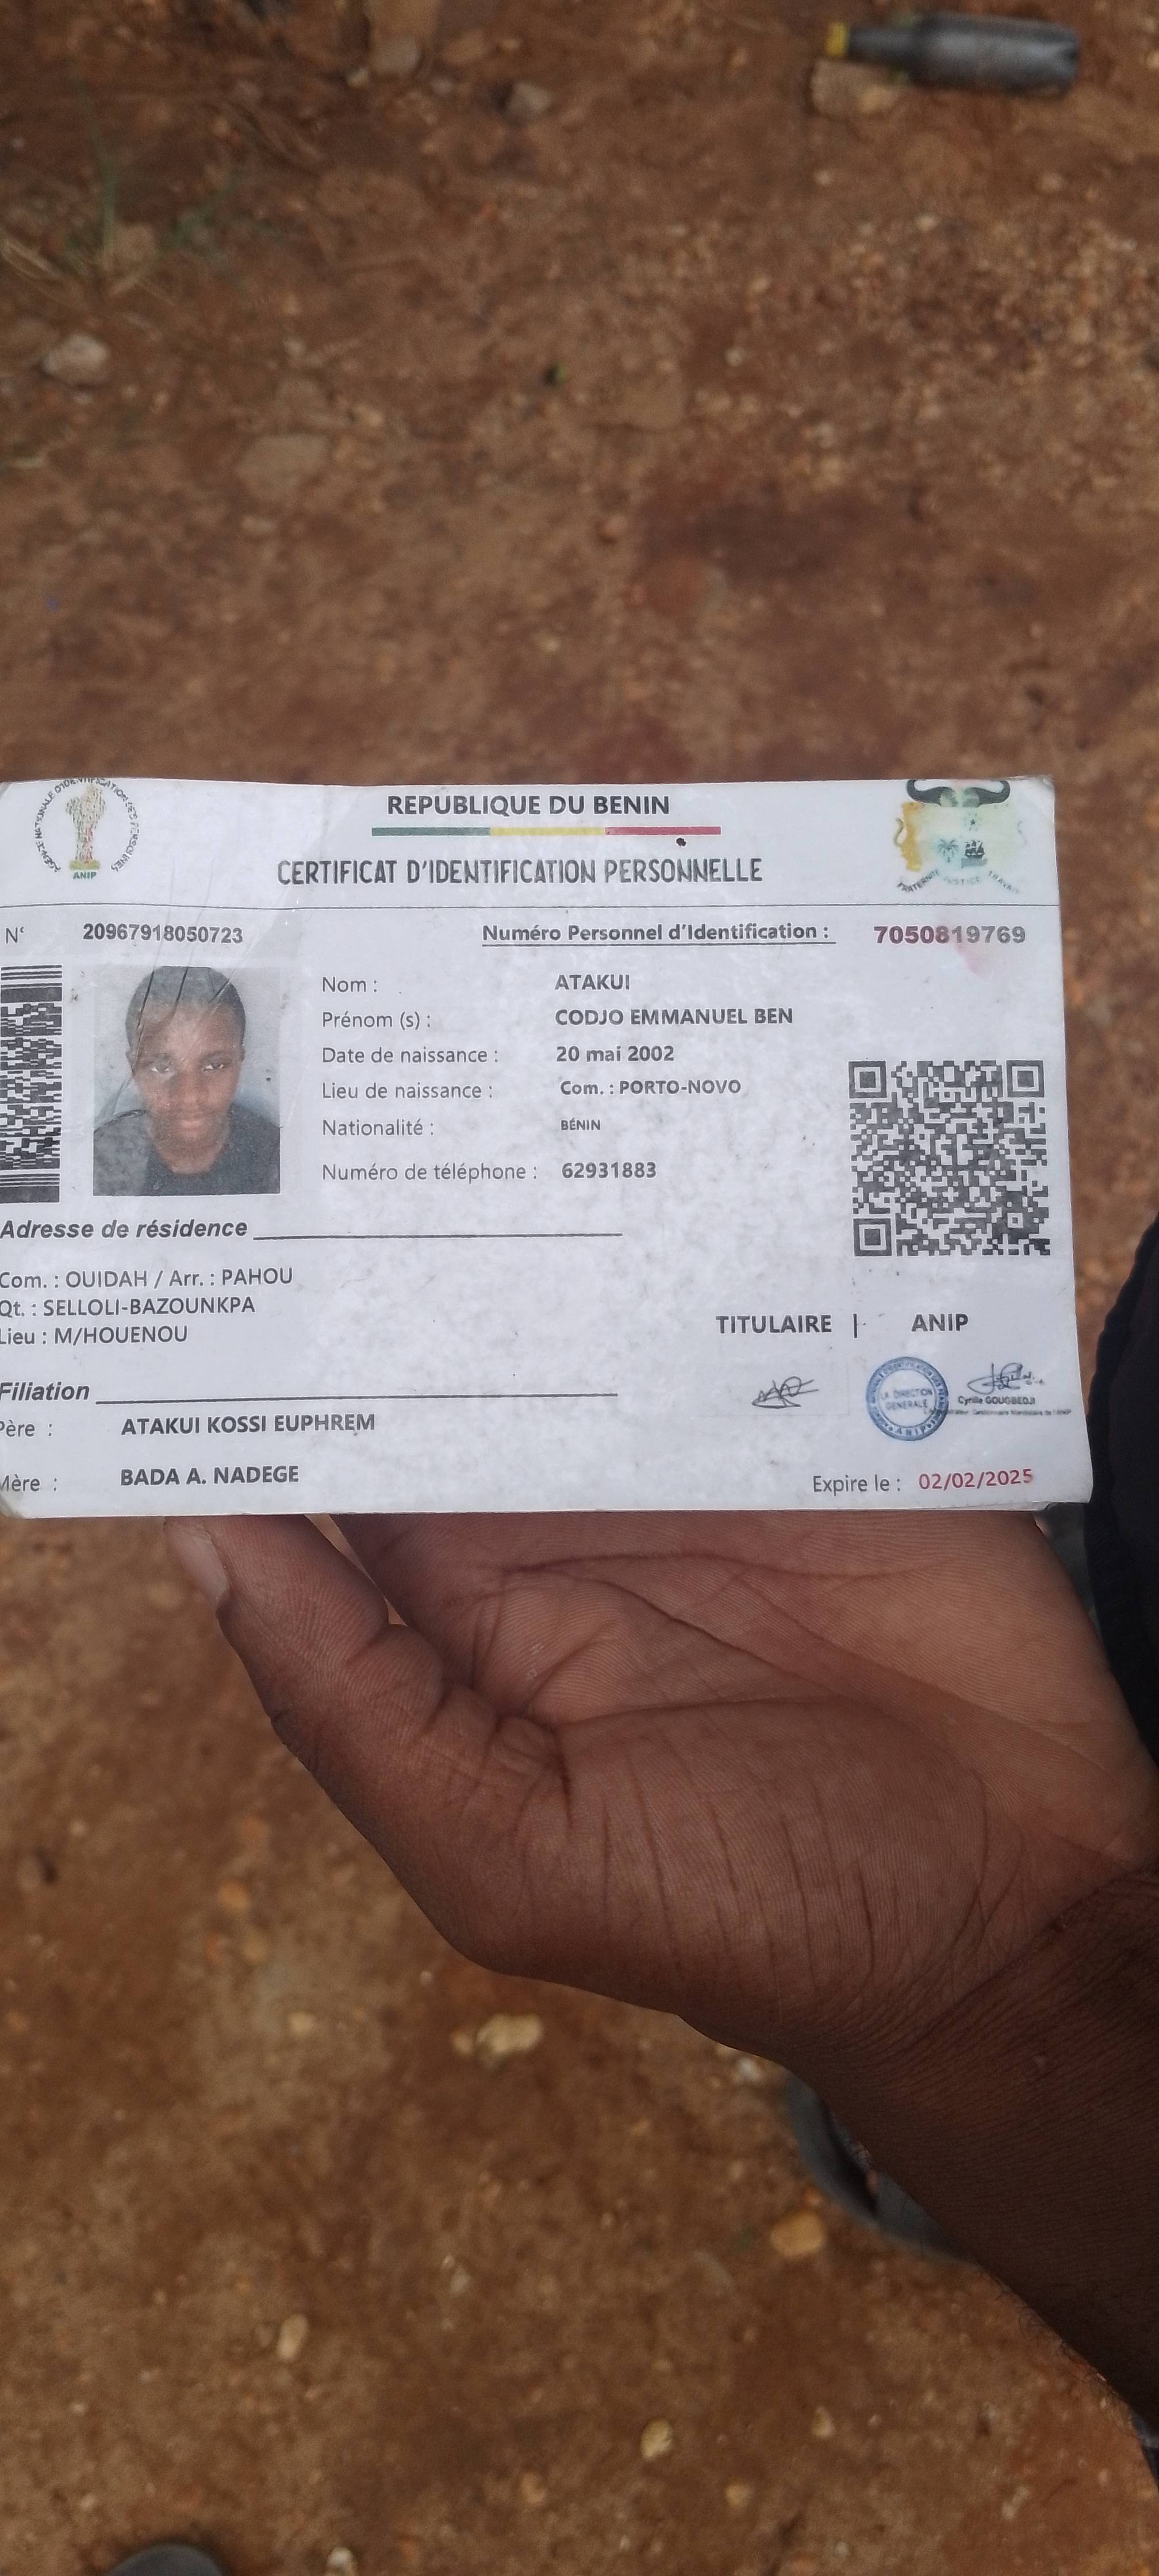 AGENCE NATIONALE D'IDENTIFICATION DES PERSONNES
ANIP
REPUBLIQUE DU BENIN
FRATERNITE JUSTICE TRAVAIL
CERTIFICAT D'IDENTIFICATION PERSONNELLE
N° 20967918050723
Numéro Personnel d'Identification : 7050819769
Nom : ATAKUI
Prénom (s) : CODJO EMMANUEL BEN
Date de naissance : 20 mai 2002
Lieu de naissance : Com. : PORTO-NOVO
Nationalité : BÉNIN
Numéro de téléphone : 62931883
Adresse de résidence
Com. : OUIDAH / Arr. : PAHOU
Qt. : SELLOLI-BAZOUNKPA
Lieu : M/HOUENOU
TITULAIRE | ANIP
LA DIRECTION GENERALE
ANIP
Cyrille GOUGBEDJI
Filiation
Père : ATAKUI KOSSI EUPHREM
Mère : BADA A. NADEGE
Expire le : 02/02/2025